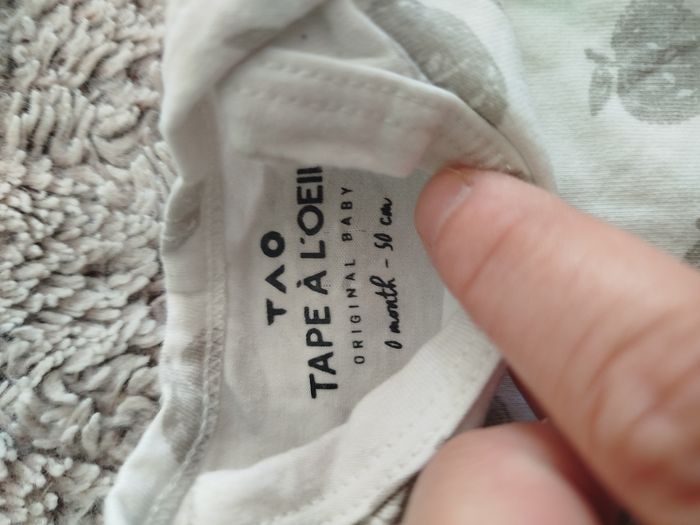 TAO
TAPE À L'OEIL
ORIGINAL BABY
0 month - 50 cm